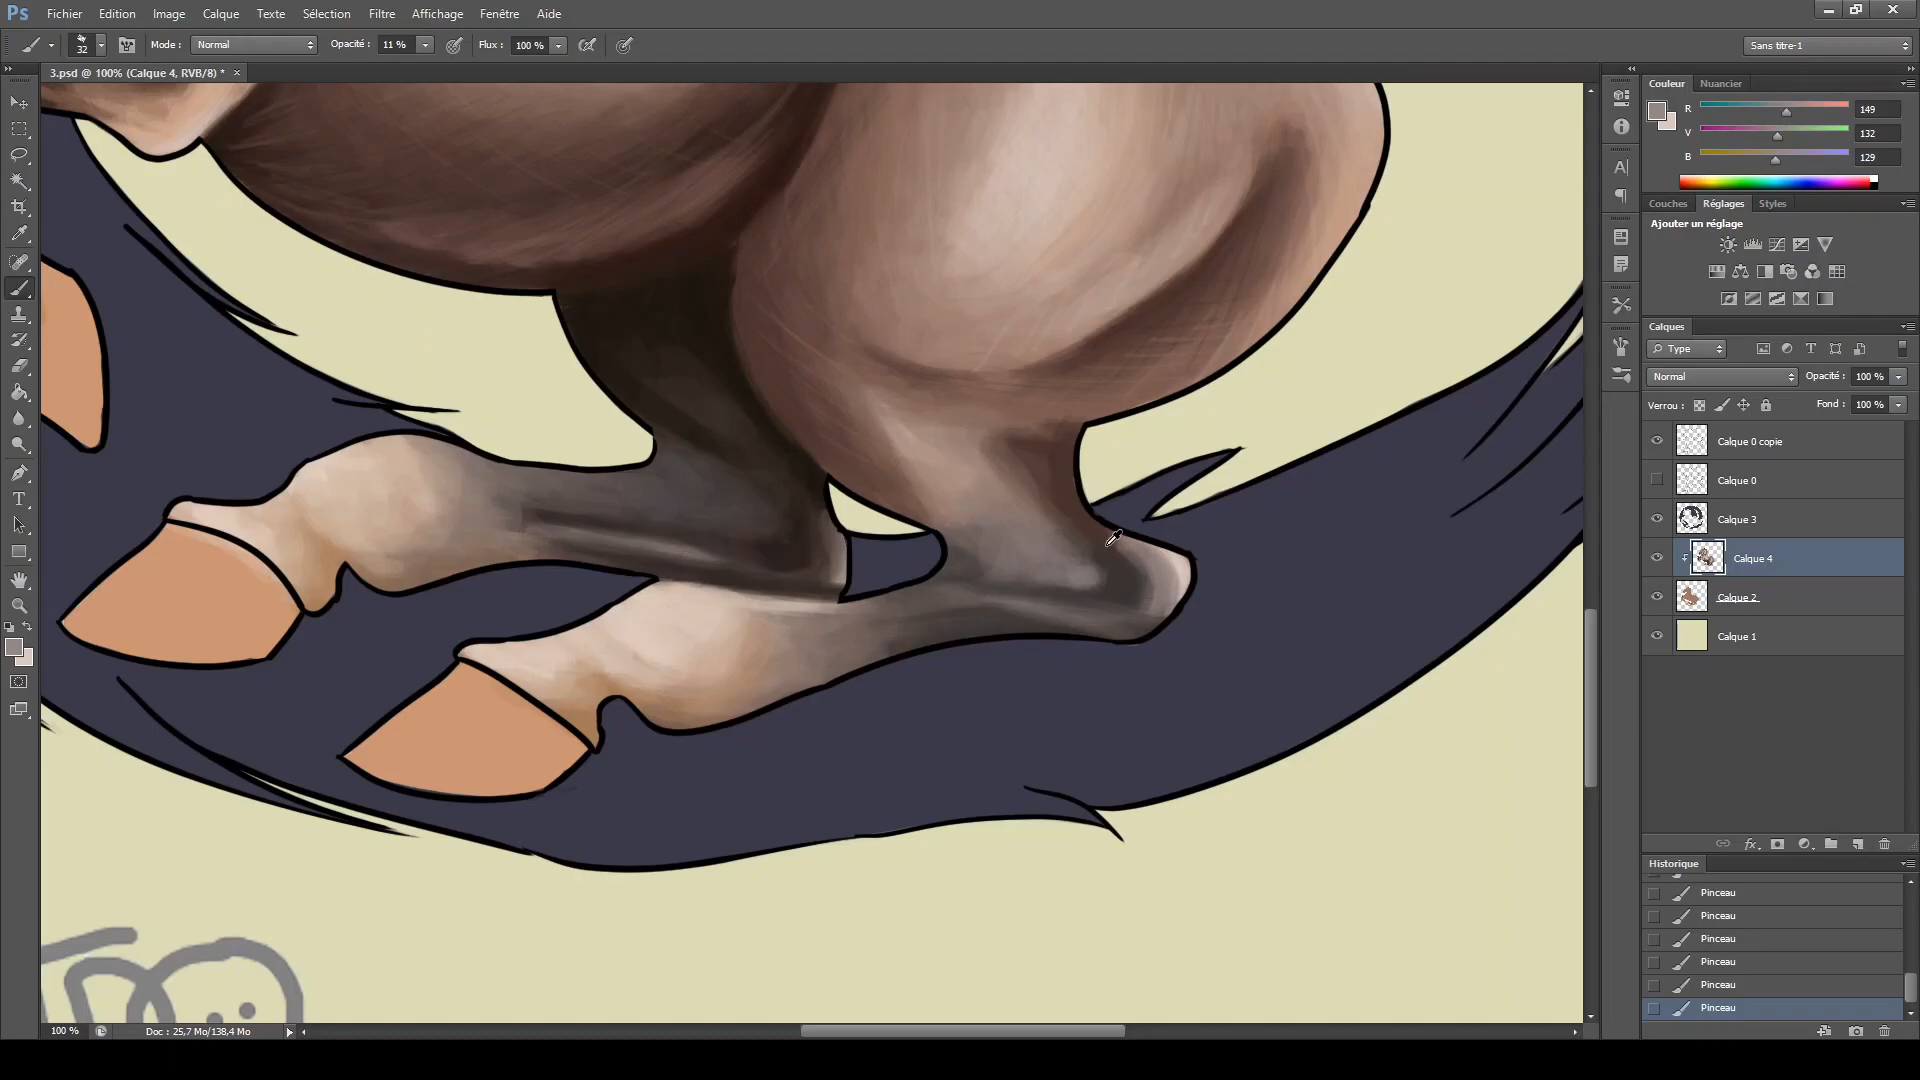 Ps Fichier Edition Image Calque Texte Sélection Filtre Affichage Fenêtre Aide
32 Mode : Normal Opacité : 11 % Flux : 100 % Sans titre-1
3.psd @ 100% (Calque 4, RVB/8) * ×
Couleur Nuancier
R 149
V 132
B 129
Couches Réglages Styles
Ajouter un réglage
Calques
Type
Normal Opacité : 100 %
Verrou : Fond : 100 %
Calque 0 copie
Calque 0
Calque 3
Calque 4
Calque 2
Calque 1
Historique
Pinceau
Pinceau
Pinceau
Pinceau
Pinceau
Pinceau
100 % Doc : 25,7 Mo/138,4 Mo